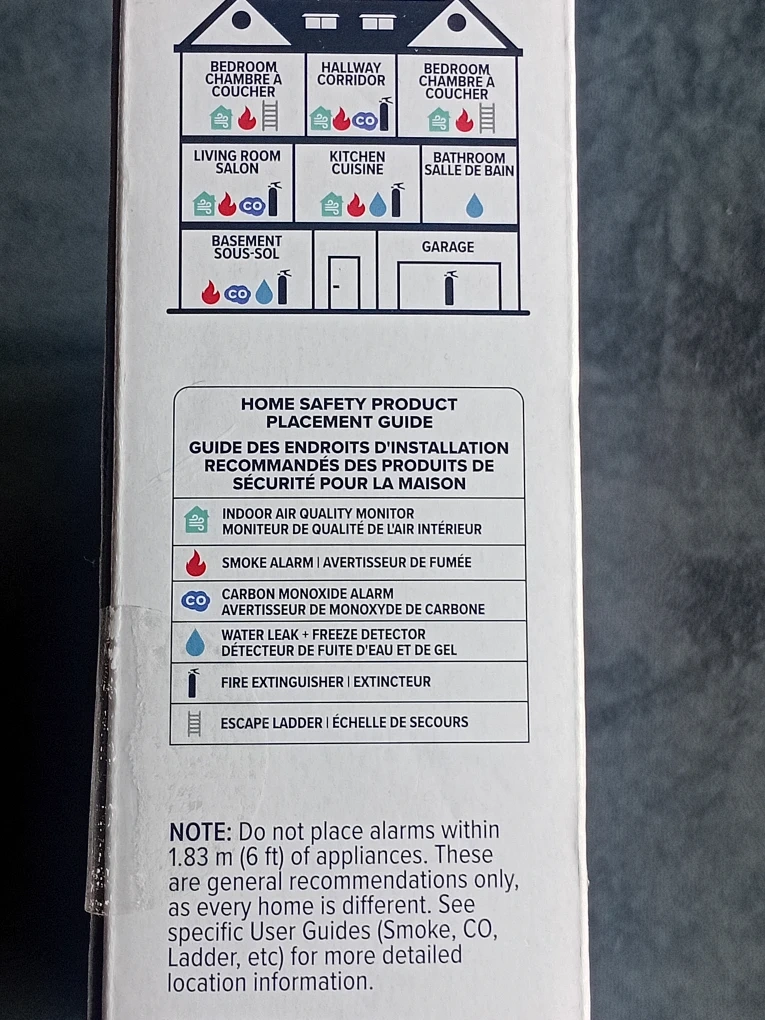 BEDROOM
CHAMBRE À
COUCHER
HALLWAY
CORRIDOR
CO
BEDROOM
CHAMBRE À
COUCHER
LIVING ROOM
SALON
CO
KITCHEN
CUISINE
BATHROOM
SALLE DE BAIN
BASEMENT
SOUS-SOL
CO
GARAGE
HOME SAFETY PRODUCT
PLACEMENT GUIDE
GUIDE DES ENDROITS D'INSTALLATION
RECOMMANDÉS DES PRODUITS DE
SÉCURITÉ POUR LA MAISON
INDOOR AIR QUALITY MONITOR
MONITEUR DE QUALITÉ DE L'AIR INTÉRIEUR
SMOKE ALARM | AVERTISSEUR DE FUMÉE
CO
CARBON MONOXIDE ALARM
AVERTISSEUR DE MONOXYDE DE CARBONE
WATER LEAK + FREEZE DETECTOR
DÉTECTEUR DE FUITE D'EAU ET DE GEL
FIRE EXTINGUISHER | EXTINCTEUR
ESCAPE LADDER | ÉCHELLE DE SECOURS
NOTE: Do not place alarms within
1.83 m (6 ft) of appliances. These
are general recommendations only,
as every home is different. See
specific User Guides (Smoke, CO,
Ladder, etc) for more detailed
location information.